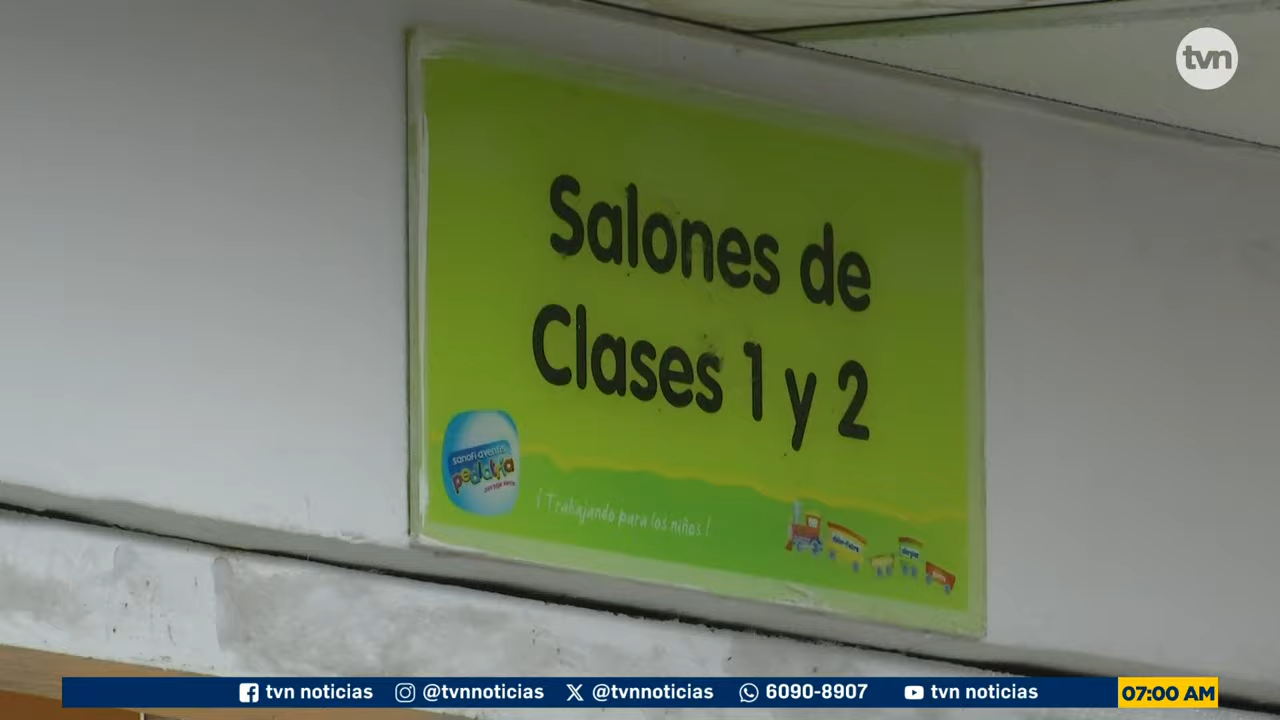 tvn
Salones de
Clases 1 y 2
sanofi aventis
pediatría
¡Trabajando para los niños!
tvn noticias @tvnnoticias @tvnnoticias 6090-8907 tvn noticias 07:00 AM